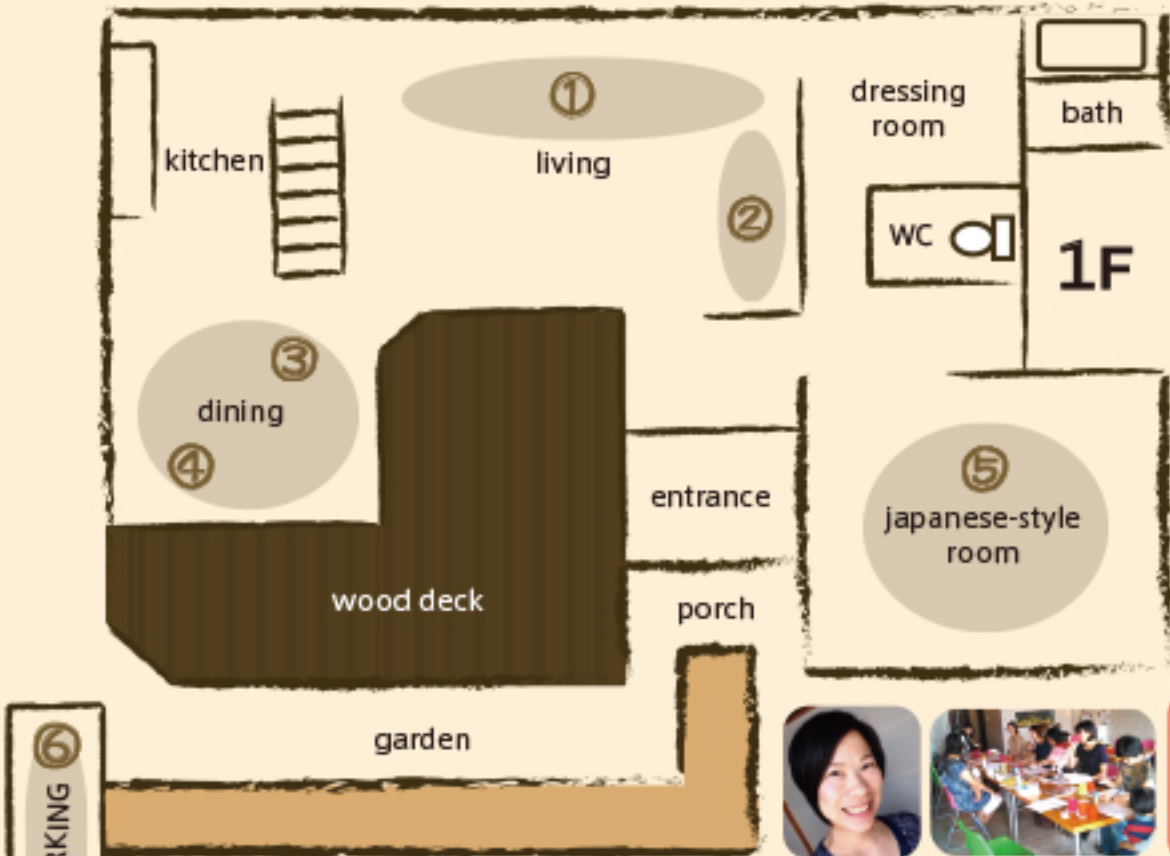 ①
living
dressing
room
bath
kitchen
②
WC
1F
③
dining
④
entrance
⑤
japanese-style
room
wood deck
porch
garden
⑥